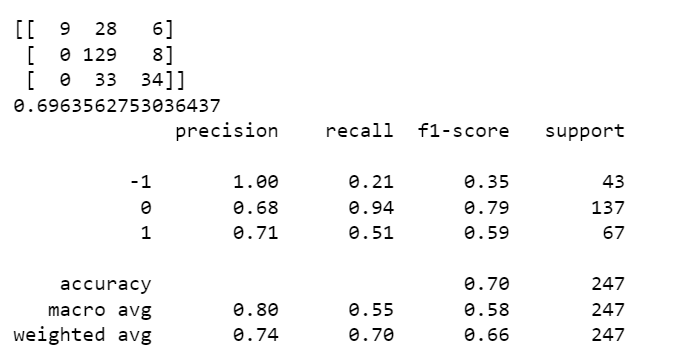 [[  9  28   6]
 [  0 129   8]
 [  0  33  34]]
0.6963562753036437
              precision    recall  f1-score   support

          -1       1.00      0.21      0.35        43
           0       0.68      0.94      0.79       137
           1       0.71      0.51      0.59        67

    accuracy                           0.70       247
   macro avg       0.80      0.55      0.58       247
weighted avg       0.74      0.70      0.66       247